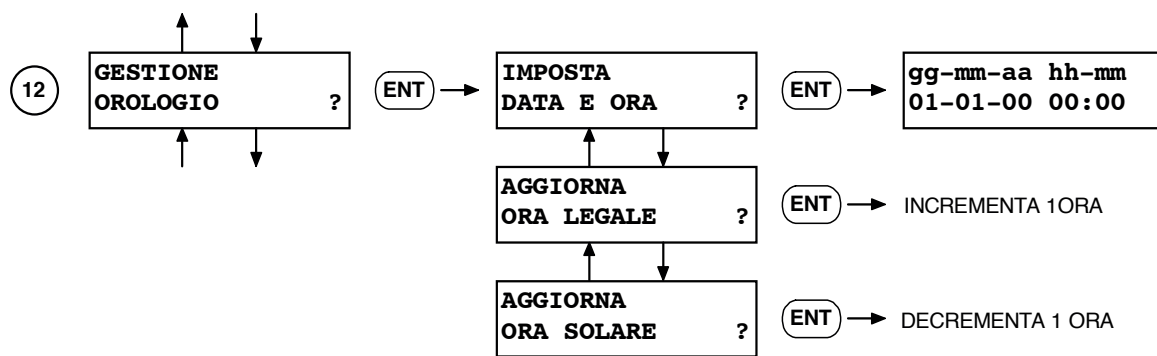 12
GESTIONE
OROLOGIO ?
ENT
IMPOSTA
DATA E ORA ?
ENT
gg-mm-aa hh-mm
01-01-00 00:00
AGGIORNA
ORA LEGALE ?
ENT
INCREMENTA 1ORA
AGGIORNA
ORA SOLARE ?
ENT
DECREMENTA 1 ORA